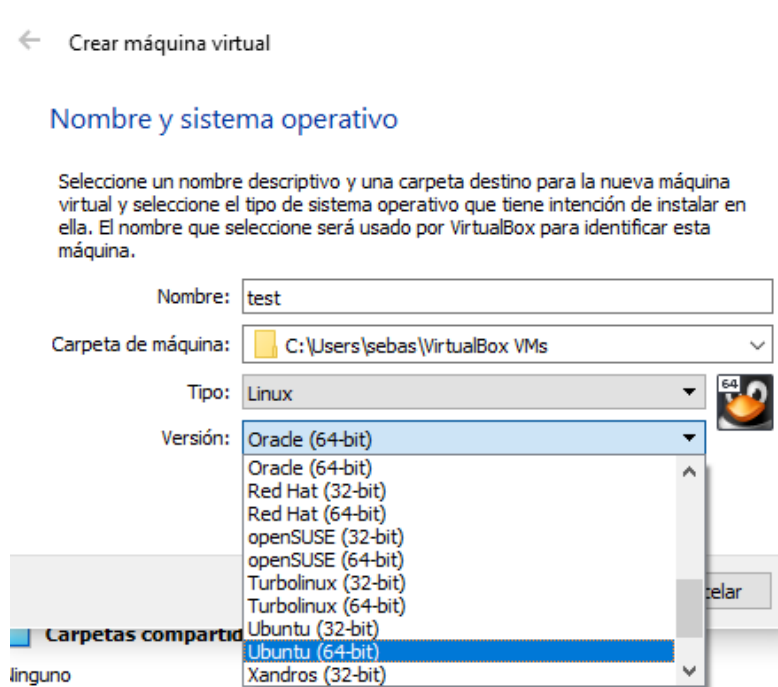 Crear máquina virtual
Nombre y sistema operativo
Seleccione un nombre descriptivo y una carpeta destino para la nueva máquina
virtual y seleccione el tipo de sistema operativo que tiene intención de instalar en
ella. El nombre que seleccione será usado por VirtualBox para identificar esta
máquina.
Nombre: test
Carpeta de máquina: C:\Users\sebas\VirtualBox VMs
Tipo: Linux
64
Versión: Oracle (64-bit)
Oracle (64-bit)
Red Hat (32-bit)
Red Hat (64-bit)
openSUSE (32-bit)
openSUSE (64-bit)
Turbolinux (32-bit)
Turbolinux (64-bit)
Ubuntu (32-bit)
Ubuntu (64-bit)
Xandros (32-bit)
celar
Carpetas compartid
Ninguno